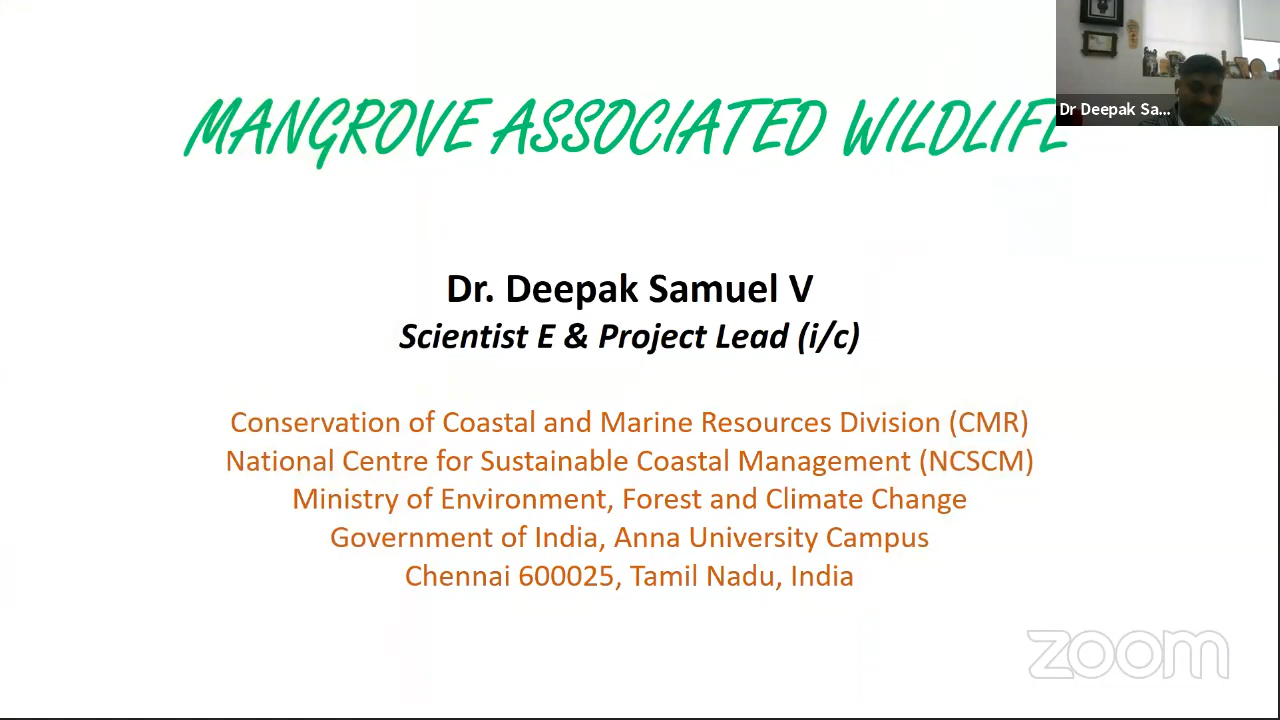 MANGROVE ASSOCIATED WILDLIFE
Dr Deepak Sa...
Dr. Deepak Samuel V
Scientist E & Project Lead (i/c)
Conservation of Coastal and Marine Resources Division (CMR)
National Centre for Sustainable Coastal Management (NCSCM)
Ministry of Environment, Forest and Climate Change
Government of India, Anna University Campus
Chennai 600025, Tamil Nadu, India
zoom